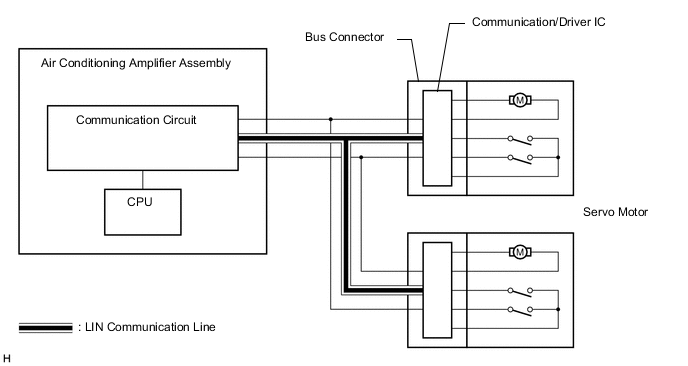 Communication/Driver IC
Bus Connector
Air Conditioning Amplifier Assembly
Communication Circuit
CPU
M
Servo Motor
M
: LIN Communication Line
H